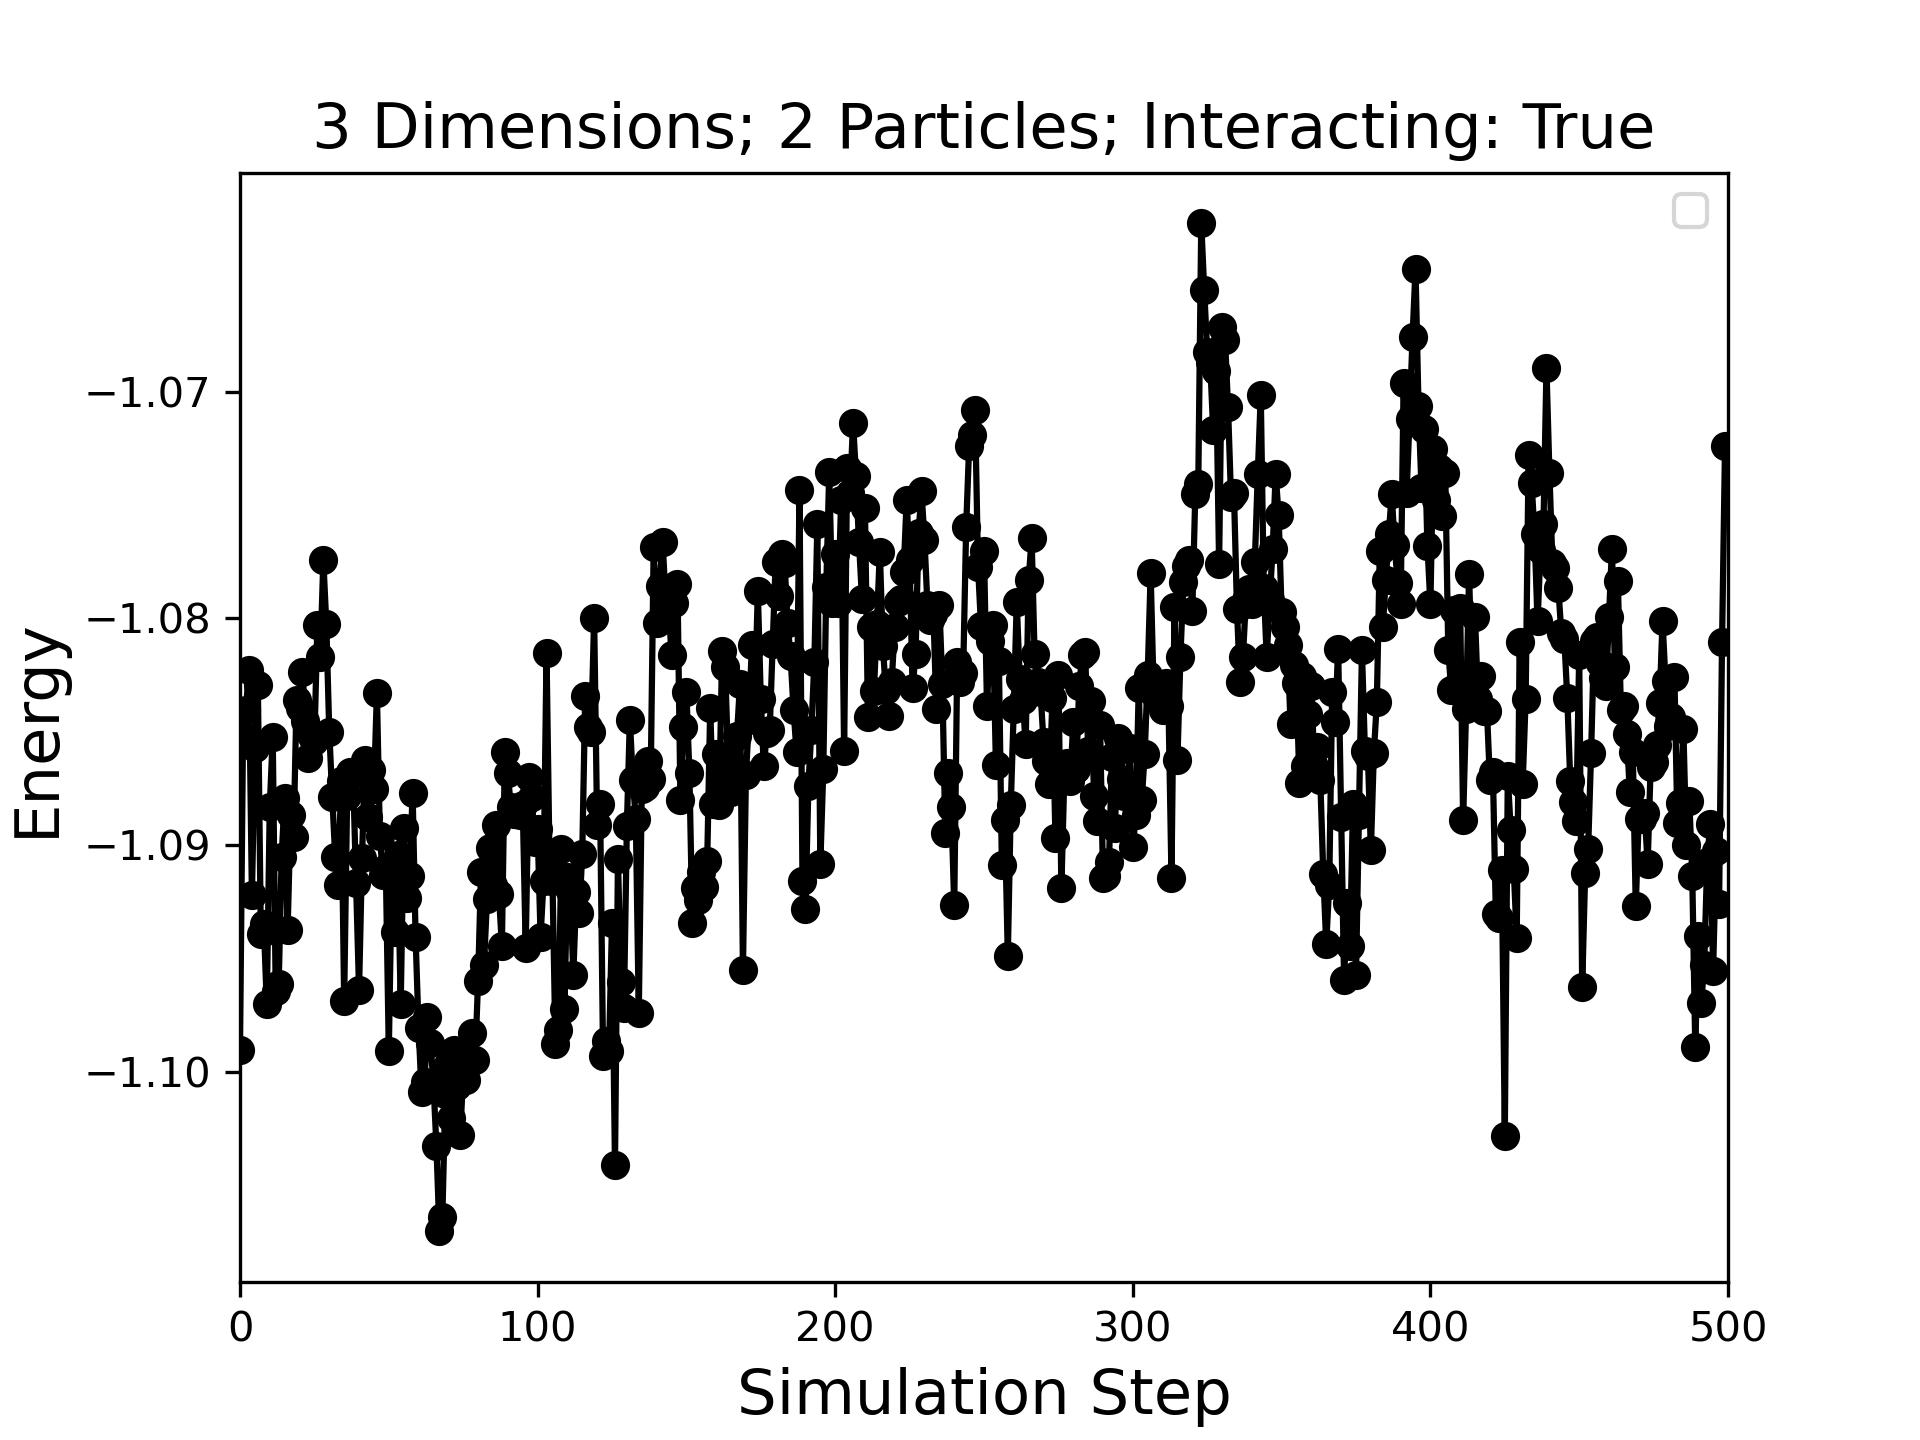 3 Dimensions; 2 Particles; Interacting: True
Energy
−1.07
−1.08
−1.09
−1.10
0 100 200 300 400 500
Simulation Step